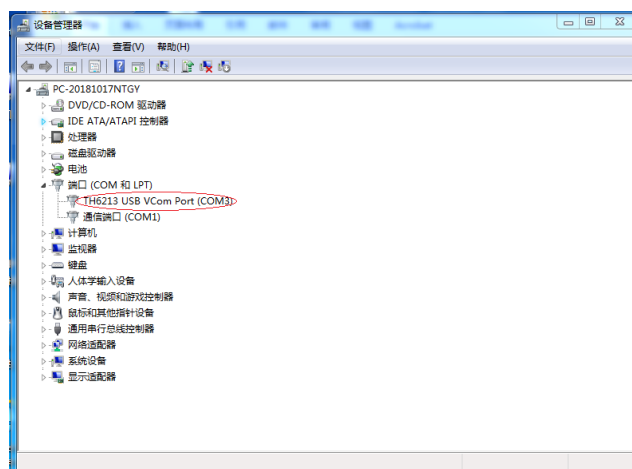 设备管理器
文件(F) 操作(A) 查看(V) 帮助(H)
PC-20181017NTGY
DVD/CD-ROM 驱动器
IDE ATA/ATAPI 控制器
处理器
磁盘驱动器
电池
端口 (COM 和 LPT)
TH6213 USB VCom Port (COM3)
通信端口 (COM1)
计算机
监视器
键盘
人体学输入设备
声音、视频和游戏控制器
鼠标和其他指针设备
通用串行总线控制器
网络适配器
系统设备
显示适配器